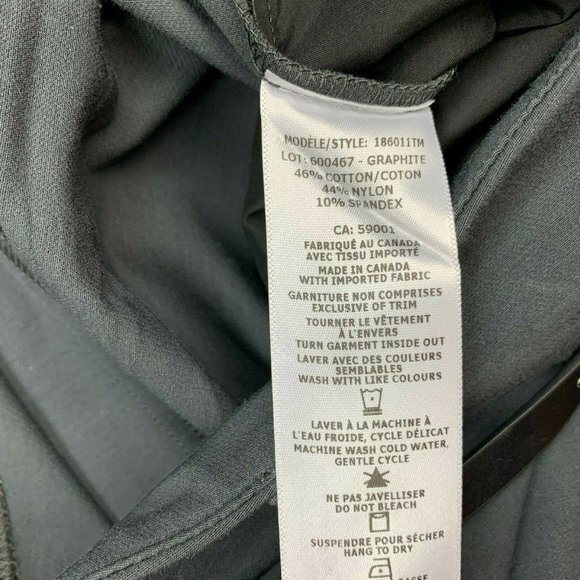 MODÈLE/STYLE: 186011TM
LOT: 600467 - GRAPHITE
46% COTTON/COTON
44% NYLON
10% SPANDEX
CA: 59001
FABRIQUÉ AU CANADA
AVEC TISSU IMPORTÉ
MADE IN CANADA
WITH IMPORTED FABRIC
GARNITURE NON COMPRISES
EXCLUSIVE OF TRIM
TOURNER LE VÊTEMENT
À L'ENVERS
TURN GARMENT INSIDE OUT
LAVER AVEC DES COULEURS
SEMBLABLES
WASH WITH LIKE COLOURS
LAVER À LA MACHINE À
L'EAU FROIDE, CYCLE DÉLICAT
MACHINE WASH COLD WATER,
GENTLE CYCLE
NE PAS JAVELLISER
DO NOT BLEACH
SUSPENDRE POUR SÉCHER
HANG TO DRY